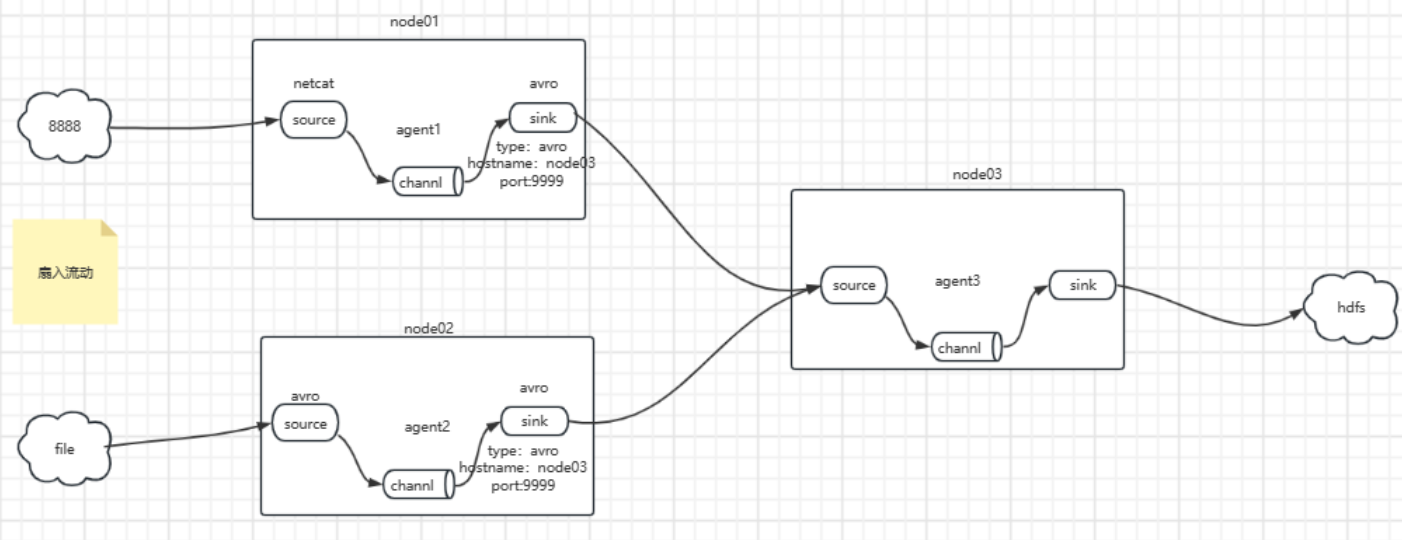 node01
netcat
avro
8888
source
agent1
sink
channl
type：avro
hostname：node03
port:9999
扇入流动
node02
avro
avro
file
source
agent2
sink
channl
type：avro
hostname：node03
port:9999
node03
source
agent3
sink
channl
hdfs